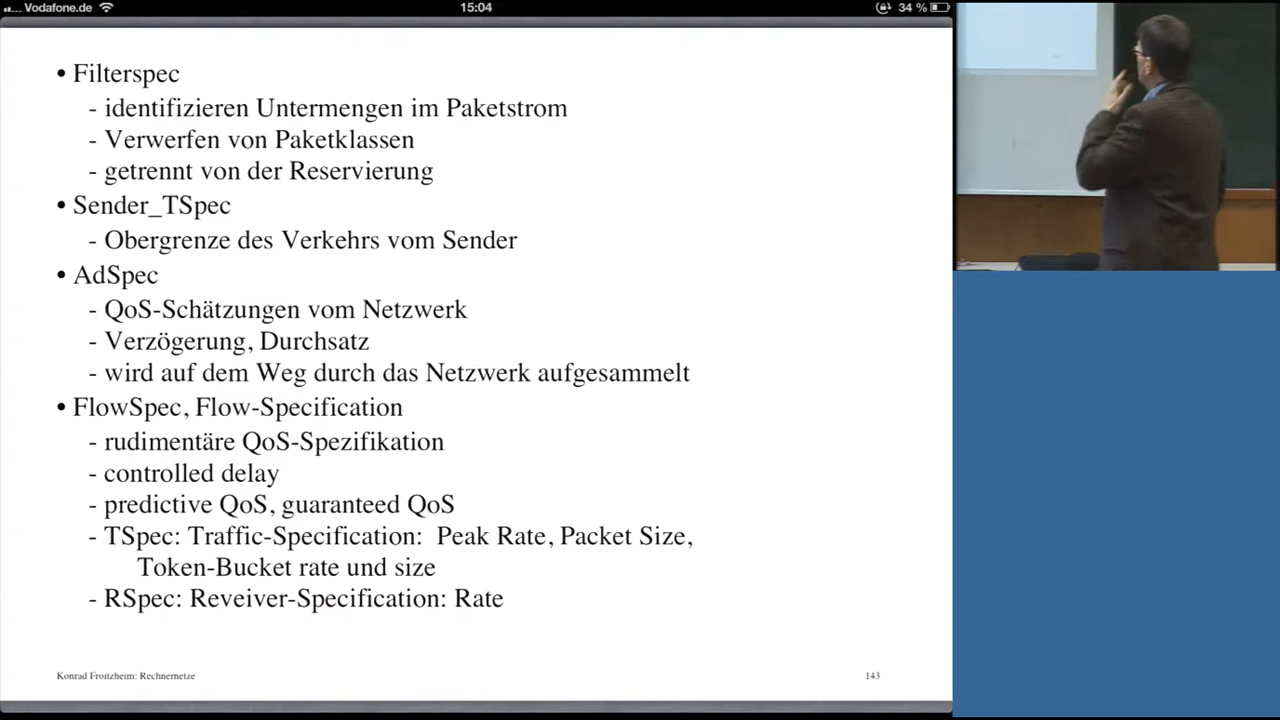 Vodafone.de
15:04
34 %
• Filterspec
- identifizieren Untermengen im Paketstrom
- Verwerfen von Paketklassen
- getrennt von der Reservierung
• Sender_TSpec
- Obergrenze des Verkehrs vom Sender
• AdSpec
- QoS-Schätzungen vom Netzwerk
- Verzögerung, Durchsatz
- wird auf dem Weg durch das Netzwerk aufgesammelt
• FlowSpec, Flow-Specification
- rudimentäre QoS-Spezifikation
- controlled delay
- predictive QoS, guaranteed QoS
- TSpec: Traffic-Specification: Peak Rate, Packet Size,
Token-Bucket rate und size
- RSpec: Reveiver-Specification: Rate
Konrad Froitzheim: Rechnernetze
143